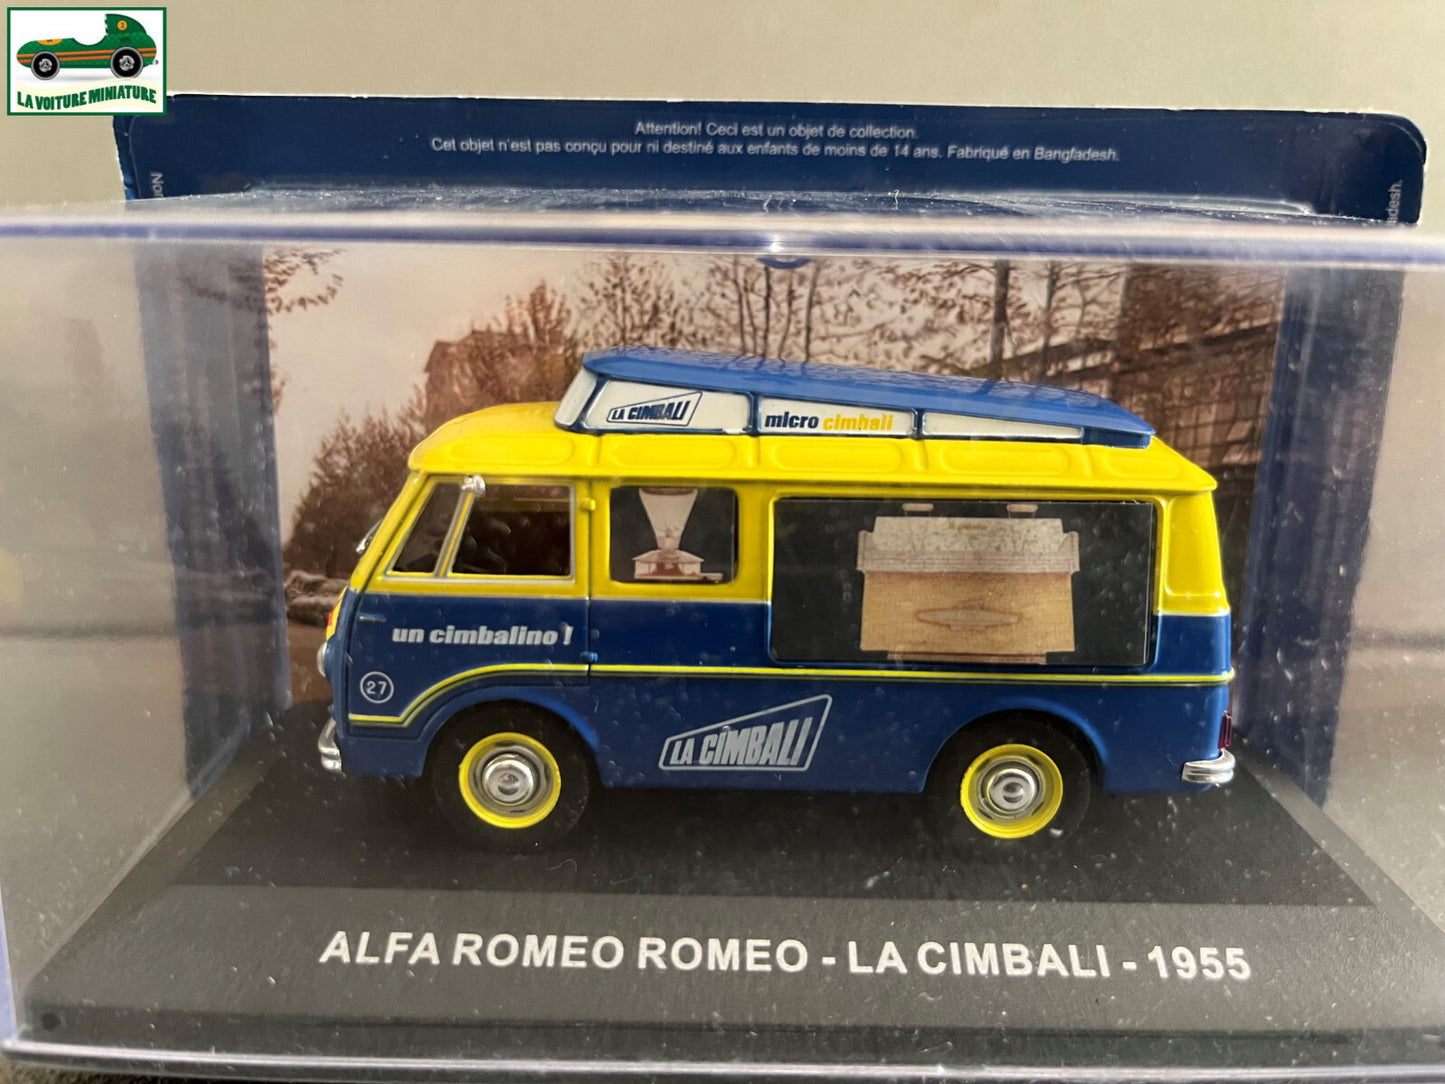 3
LA VOITURE MINIATURE
Attention! Ceci est un objet de collection.
Cet objet n'est pas conçu pour ni destiné aux enfants de moins de 14 ans. Fabriqué en Bangladesh.
LA CIMBALI
micro cimbali
un cimbalino!
27
LA CIMBALI
ALFA ROMEO ROMEO - LA CIMBALI - 1955